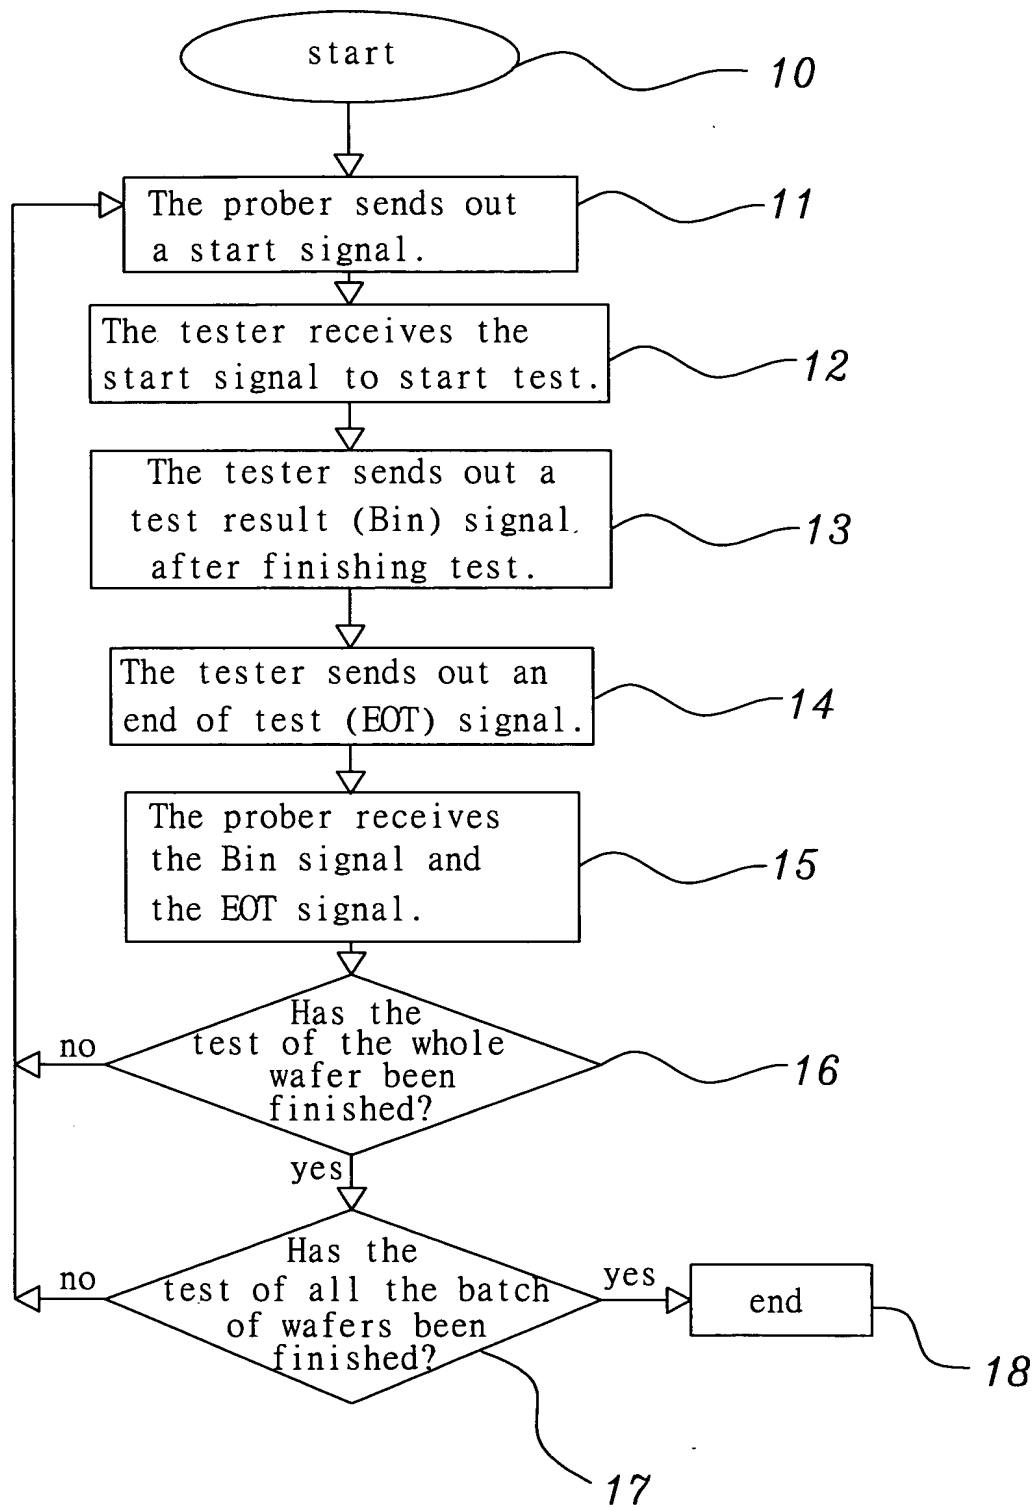 start
10
The prober sends out
a start signal.
11
The tester receives the
start signal to start test.
12
The tester sends out a
test result (Bin) signal
after finishing test.
13
The tester sends out an
end of test (EOT) signal.
14
The prober receives
the Bin signal and
the EOT signal.
15
Has the
test of the whole
wafer been
finished?
no
16
yes
Has the
test of all the batch
of wafers been
finished?
no
yes
end
18
17